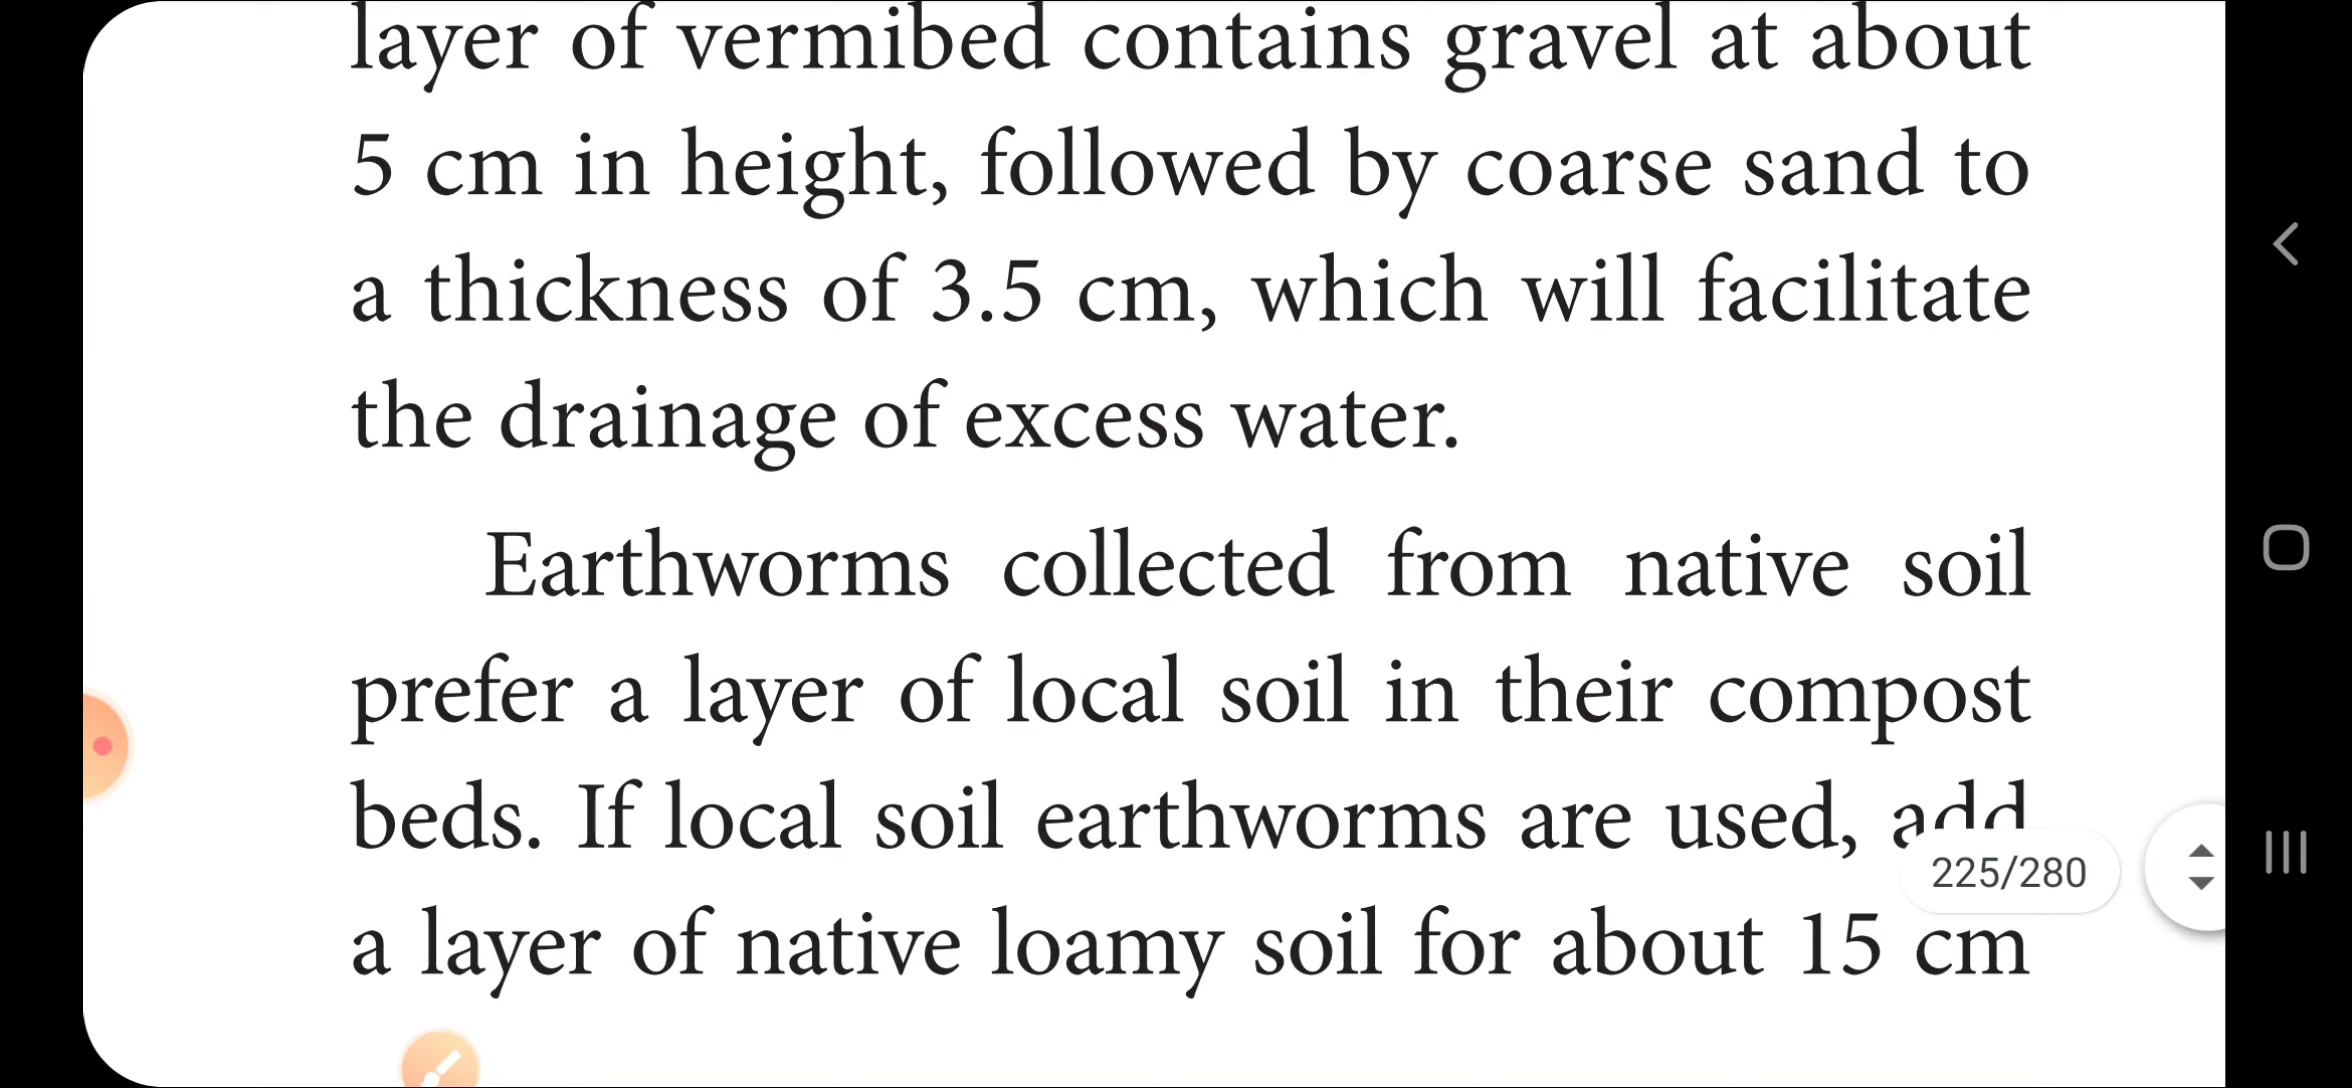 layer of vermibed contains gravel at about
5 cm in height, followed by coarse sand to
a thickness of 3.5 cm, which will facilitate
the drainage of excess water.
Earthworms collected from native soil
prefer a layer of local soil in their compost
beds. If local soil earthworms are used, add
225/280
a layer of native loamy soil for about 15 cm